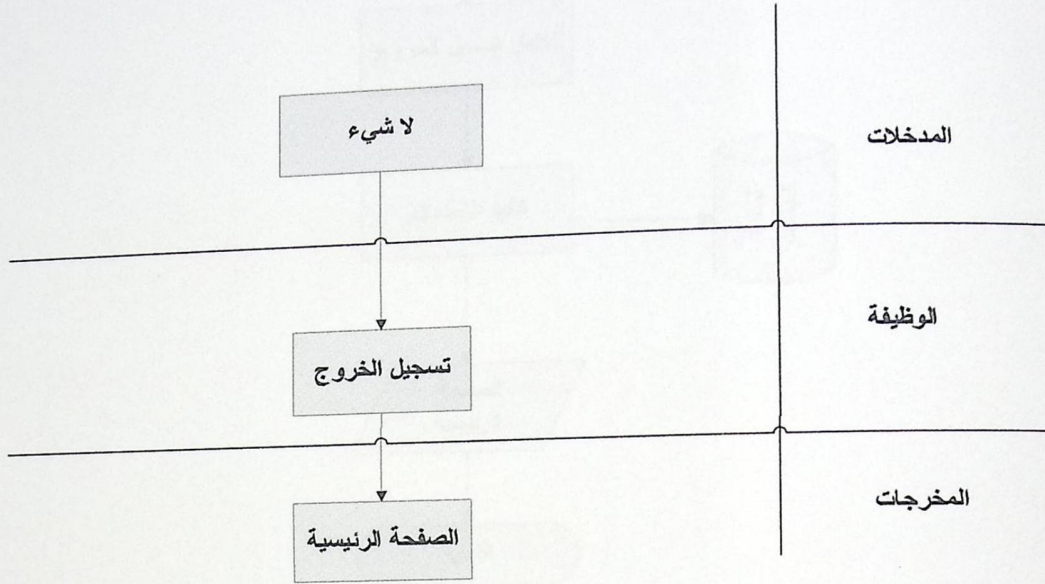 المدخلات
لا شيء
الوظيفة
تسجيل الخروج
المخرجات
الصفحة الرئيسية